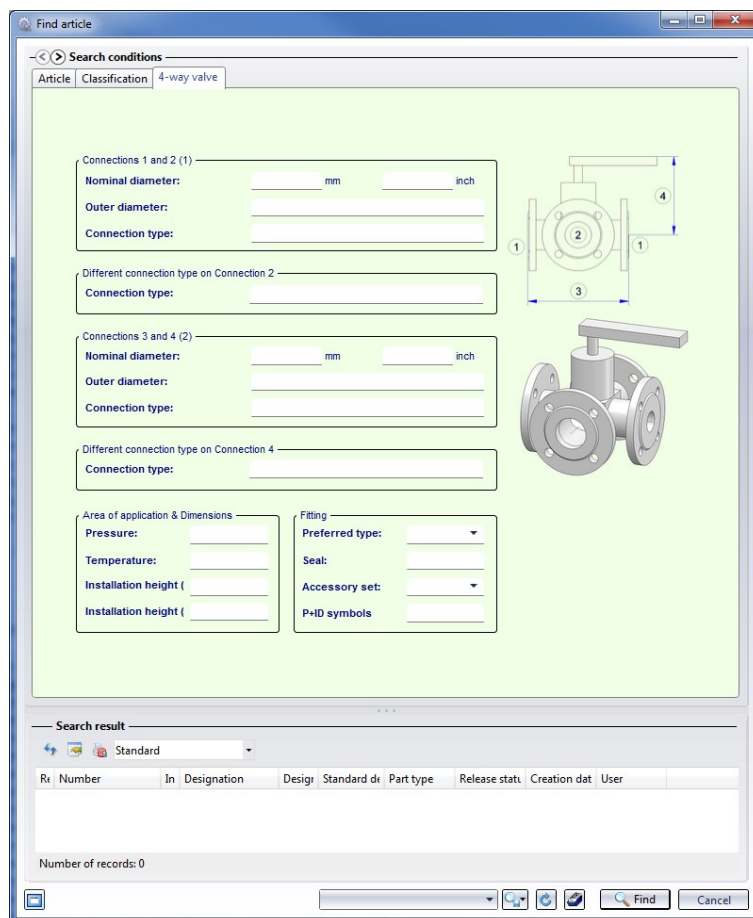 Find article
Search conditions
Article Classification 4-way valve
Connections 1 and 2 (1)
Nominal diameter: mm inch
Outer diameter:
Connection type:
Different connection type on Connection 2
Connection type:
Connections 3 and 4 (2)
Nominal diameter: mm inch
Outer diameter:
Connection type:
Different connection type on Connection 4
Connection type:
4
1 2 1
3
Area of application & Dimensions
Pressure:
Temperature:
Installation height (
Installation height (
Fitting
Preferred type:
Seal:
Accessory set:
P+ID symbols
Search result
Standard
Re Number In Designation Desigr Standard de Part type Release statu Creation dat User
Number of records: 0
Find Cancel